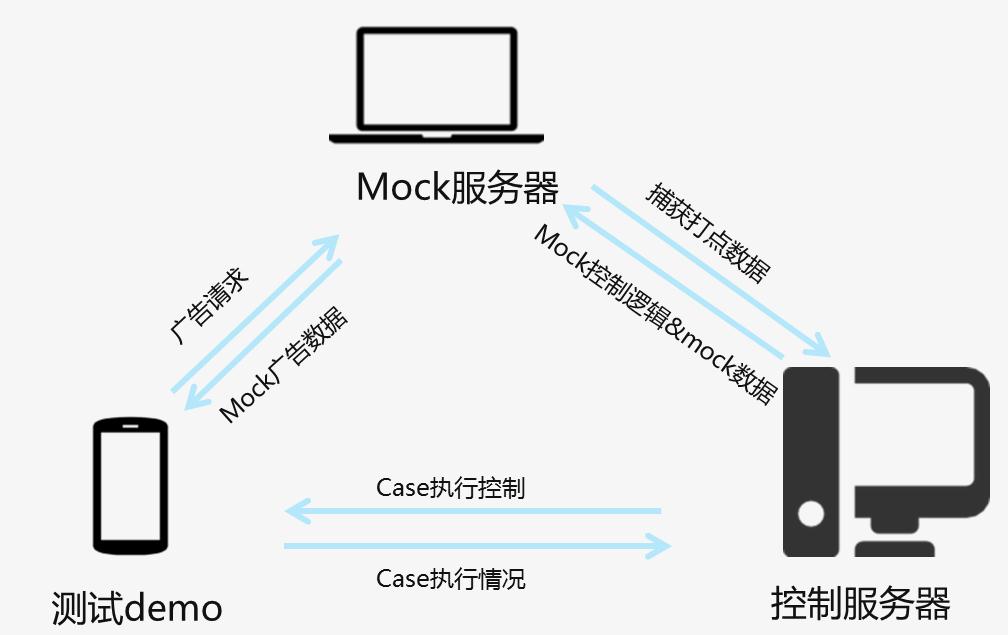 Mock服务器
捕获打点数据
Mock控制逻辑&mock数据
广告请求
Mock广告数据
Case执行控制
Case执行情况
测试demo
控制服务器